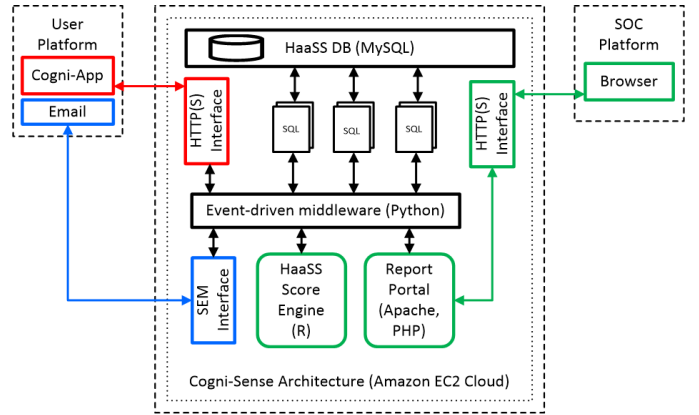 User
Platform
Cogni-App
Email
HaaSS DB (MySQL)
HTTP(S)
Interface
SQL
SQL
SQL
HTTP(S)
Interface
SOC
Platform
Browser
Event-driven middleware (Python)
SEM
Interface
HaaSS
Score
Engine
(R)
Report
Portal
(Apache,
PHP)
Cogni-Sense Architecture (Amazon EC2 Cloud)